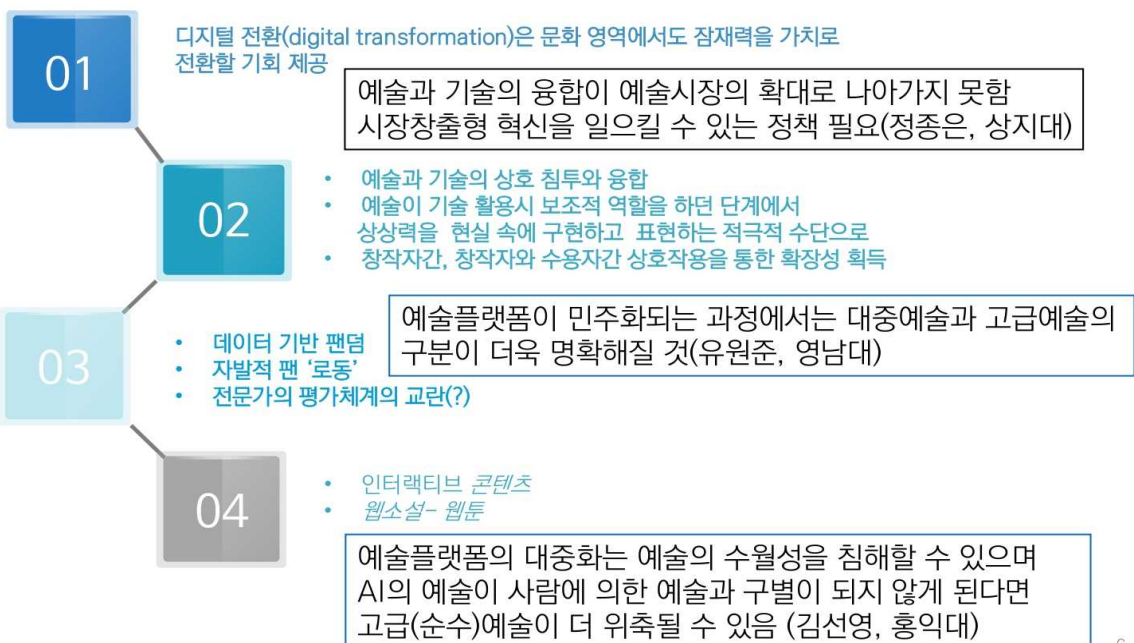 01
디지털 전환(digital transformation)은 문화 영역에서도 잠재력을 가치로
전환할 기회 제공
예술과 기술의 융합이 예술시장의 확대로 나아가지 못함
시장창출형 혁신을 일으킬 수 있는 정책 필요(정종은, 상지대)
02
• 예술과 기술의 상호 침투와 융합
• 예술이 기술 활용시 보조적 역할을 하던 단계에서
상상력을 현실 속에 구현하고 표현하는 적극적 수단으로
• 창작자간, 창작자와 수용자간 상호작용을 통한 확장성 획득
예술플랫폼이 민주화되는 과정에서는 대중예술과 고급예술의
구분이 더욱 명확해질 것(유원준, 영남대)
03
• 데이터 기반 팬덤
• 자발적 팬 ‘로동’
• 전문가의 평가체계의 교란(?)
04
• 인터랙티브 콘텐츠
• 웹소설- 웹툰
예술플랫폼의 대중화는 예술의 수월성을 침해할 수 있으며
AI의 예술이 사람에 의한 예술과 구별이 되지 않게 된다면
고급(순수)예술이 더 위축될 수 있음 (김선영, 홍익대)